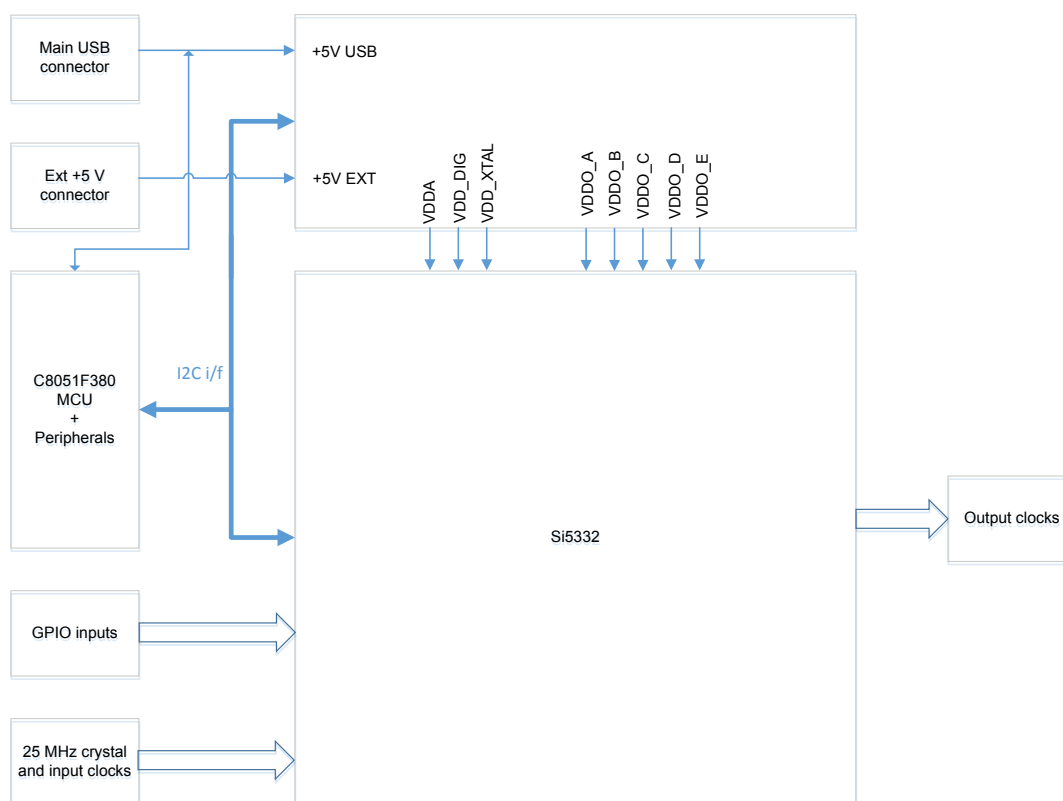 Main USB
connector
+5V USB
Ext +5 V
connector
+5V EXT
VDDA
VDD_DIG
VDD_XTAL
VDDO_A
VDDO_B
VDDO_C
VDDO_D
VDDO_E
C8051F380
MCU
+
Peripherals
I2C i/f
Si5332
Output clocks
GPIO inputs
25 MHz crystal
and input clocks